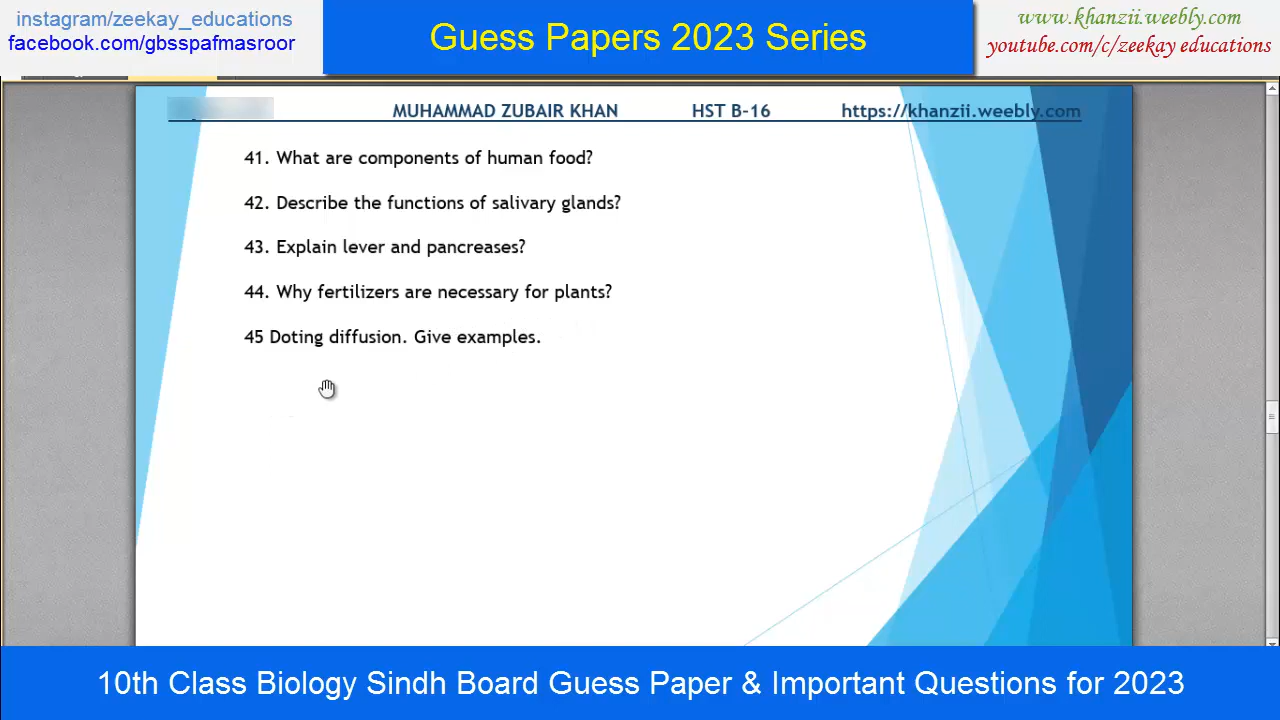 instagram/zeekay_educations
facebook.com/gbsspafmasroor
Guess Papers 2023 Series
www.khanzii.weebly.com
youtube.com/c/zeekay educations
MUHAMMAD ZUBAIR KHAN HST B-16 https://khanzii.weebly.com
41. What are components of human food?
42. Describe the functions of salivary glands?
43. Explain lever and pancreases?
44. Why fertilizers are necessary for plants?
45 Doting diffusion. Give examples.
10th Class Biology Sindh Board Guess Paper & Important Questions for 2023